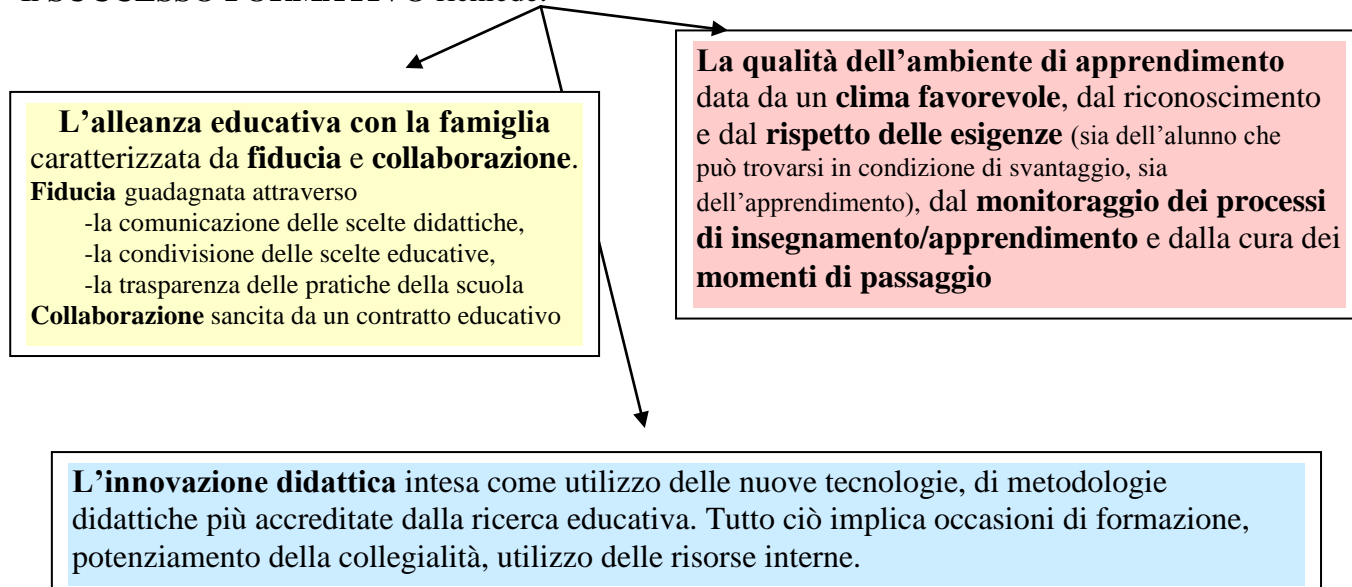 Il SUCCESSO FORMATIVO richiede:
L’alleanza educativa con la famiglia
caratterizzata da fiducia e collaborazione.
Fiducia guadagnata attraverso
-la comunicazione delle scelte didattiche,
-la condivisione delle scelte educative,
-la trasparenza delle pratiche della scuola
Collaborazione sancita da un contratto educativo
La qualità dell’ambiente di apprendimento
data da un clima favorevole, dal riconoscimento
e dal rispetto delle esigenze (sia dell’alunno che
può trovarsi in condizione di svantaggio, sia
dell’apprendimento), dal monitoraggio dei processi
di insegnamento/apprendimento e dalla cura dei
momenti di passaggio
L’innovazione didattica intesa come utilizzo delle nuove tecnologie, di metodologie
didattiche più accreditate dalla ricerca educativa. Tutto ciò implica occasioni di formazione,
potenziamento della collegialità, utilizzo delle risorse interne.